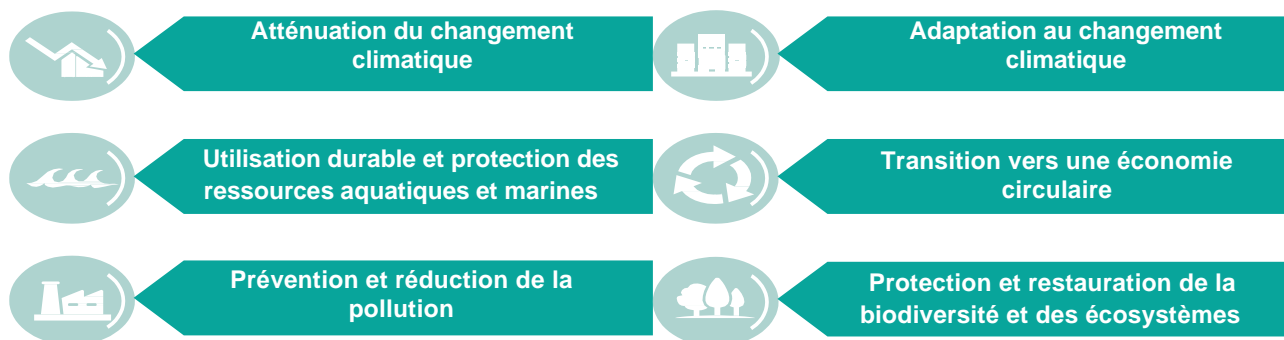 Atténuation du changement
climatique
Adaptation au changement
climatique
Utilisation durable et protection des
ressources aquatiques et marines
Transition vers une économie
circulaire
Prévention et réduction de la
pollution
Protection et restauration de la
biodiversité et des écosystèmes